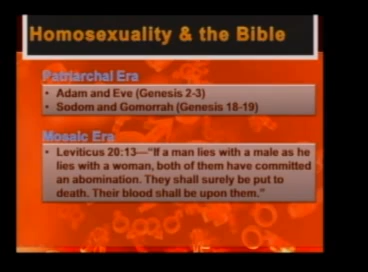 Homosexuality & the Bible
Patriarchal Era
• Adam and Eve (Genesis 2-3)
• Sodom and Gomorrah (Genesis 18-19)
Mosaic Era
• Leviticus 20:13—"If a man lies with a male as he
lies with a woman, both of them have committed
an abomination. They shall surely be put to
death. Their blood shall be upon them."